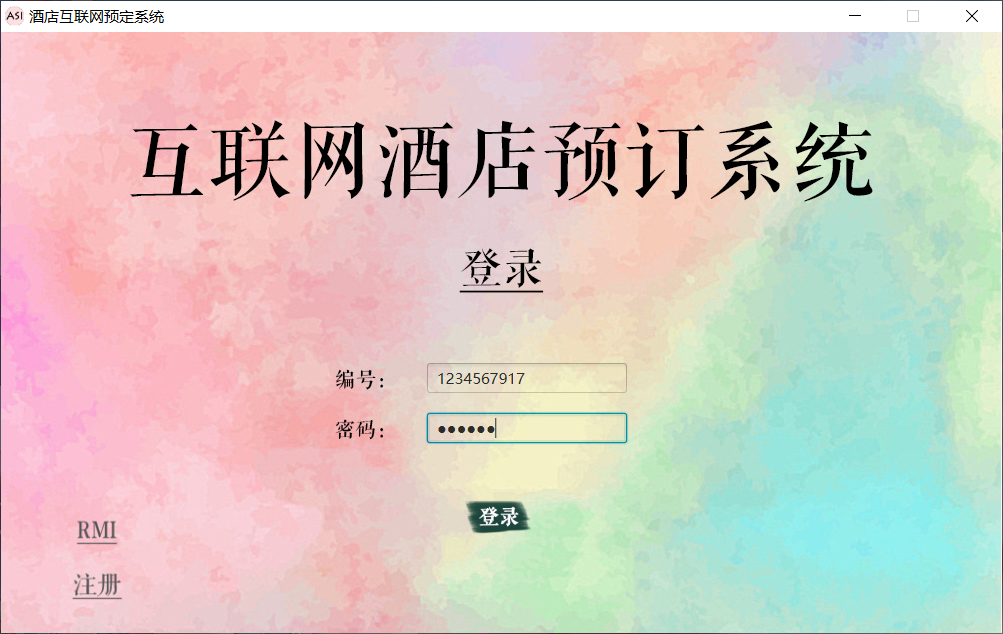 ASI 酒店互联网预定系统
互联网酒店预订系统
登录
编号： 1234567917
密码： ●●●●●●
登录
RMI
注册